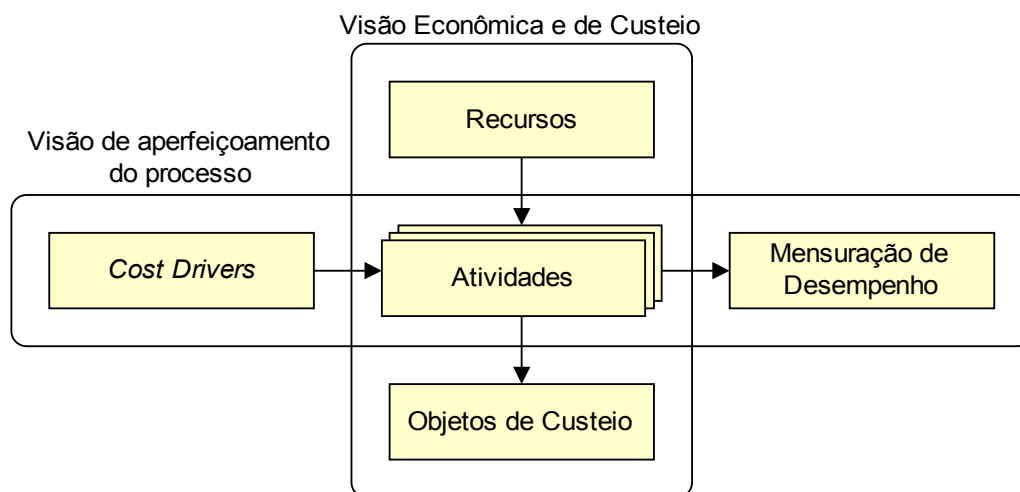 Visão Econômica e de Custeio
Recursos
Visão de aperfeiçoamento
do processo
Cost Drivers
Atividades
Mensuração de
Desempenho
Objetos de Custeio